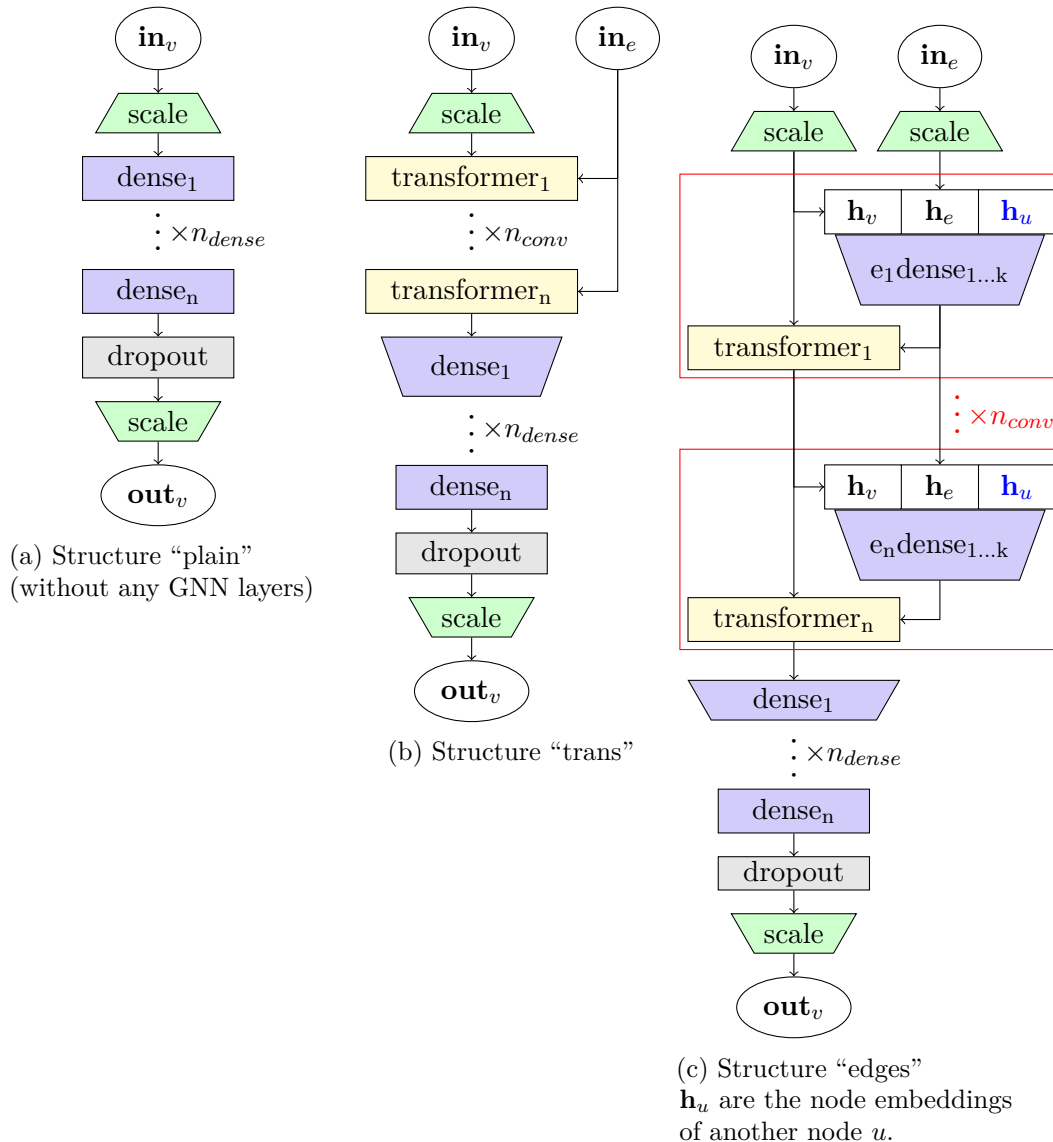 in_v
scale
dense_1
⋮ ×n_dense
dense_n
dropout
scale
out_v
(a) Structure “plain”
(without any GNN layers)
in_v in_e
scale
transformer_1
⋮ ×n_conv
transformer_n
dense_1
⋮ ×n_dense
dense_n
dropout
scale
out_v
(b) Structure “trans”
in_v in_e
scale scale
h_v h_e h_u
e_1dense_1...k
transformer_1
⋮ ×n_conv
h_v h_e h_u
e_ndense_1...k
transformer_n
dense_1
⋮ ×n_dense
dense_n
dropout
scale
out_v
(c) Structure “edges”
h_u are the node embeddings
of another node u.